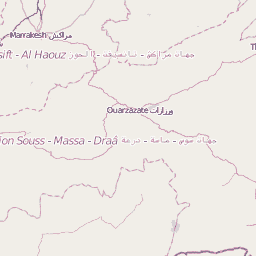 Marrakesh مراكش
sift - Al Haouz جهة مراكش - تانسيفت - الحوز
Ouarzazate ورزازات
ion Souss - Massa - Draâ جهة سوس - ماسة - درعة